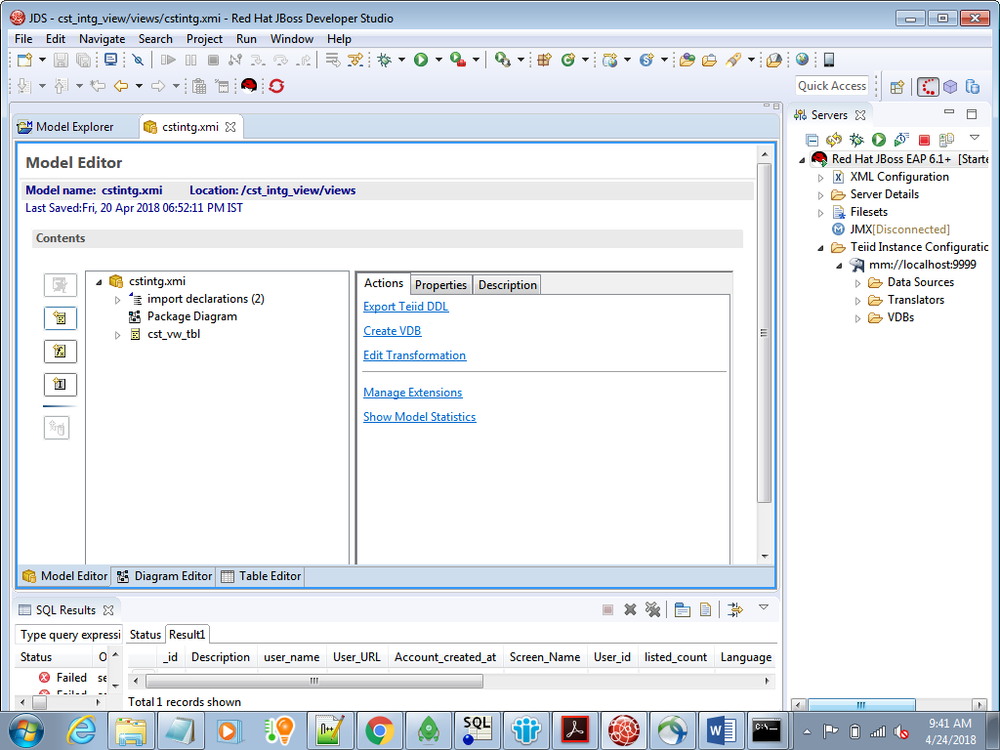 JDS - cst_intg_view/views/cstintg.xmi - Red Hat JBoss Developer Studio
File Edit Navigate Search Project Run Window Help
Quick Access
Model Explorer
cstintg.xmi
Model Editor
Model name: cstintg.xmi Location: /cst_intg_view/views
Last Saved:Fri, 20 Apr 2018 06:52:11 PM IST
Contents
cstintg.xmi
import declarations (2)
Package Diagram
cst_vw_tbl
Actions Properties Description
Export Teiid DDL
Create VDB
Edit Transformation
Manage Extensions
Show Model Statistics
Model Editor Diagram Editor Table Editor
Servers
Red Hat JBoss EAP 6.1+ [Starte
XML Configuration
Server Details
Filesets
JMX[Disconnected]
Teiid Instance Configuratic
mm://localhost:9999
Data Sources
Translators
VDBs
SQL Results
Type query expressi
Status O
Failed se
Failed
Status Result1
_id Description user_name User_URL Account_created_at Screen_Name User_id listed_count Language
Total 1 records shown
SQL
9:41 AM
4/24/2018